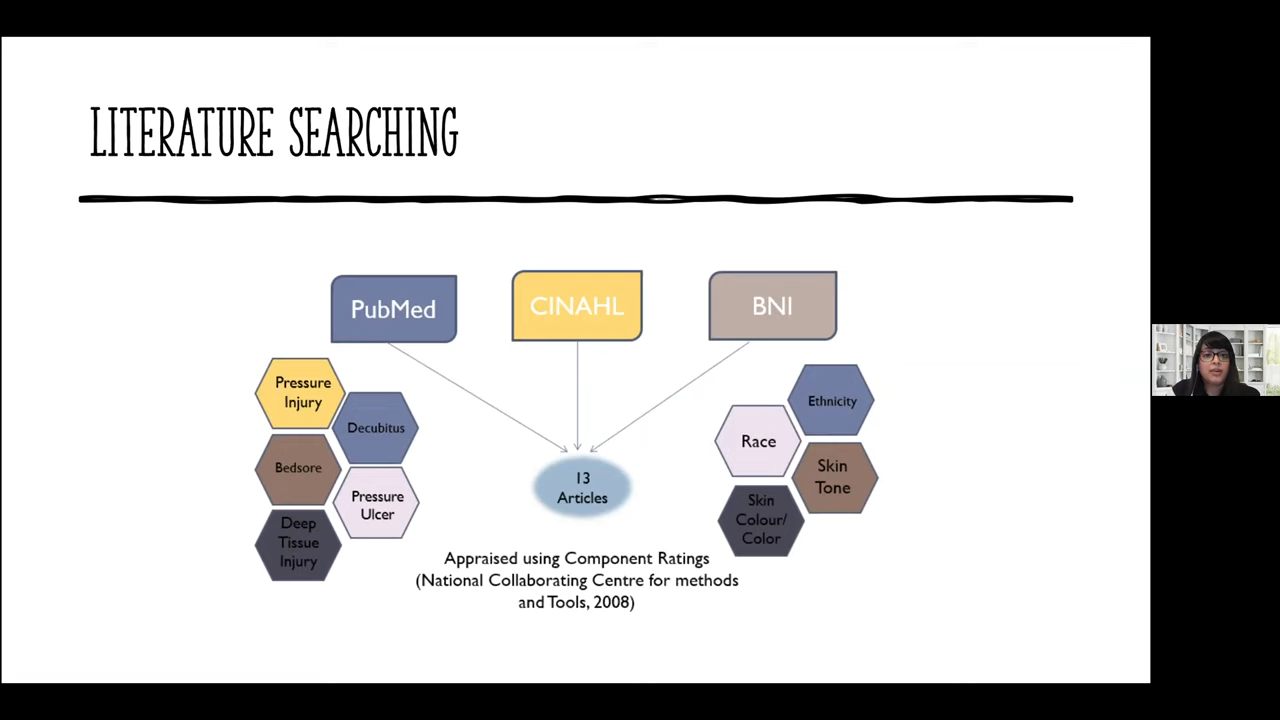 LITERATURE SEARCHING
PubMed
CINAHL
BNI
Pressure
Injury
Decubitus
Bedsore
Pressure
Ulcer
Deep
Tissue
Injury
13
Articles
Ethnicity
Race
Skin
Tone
Skin
Colour/
Color
Appraised using Component Ratings
(National Collaborating Centre for methods
and Tools, 2008)